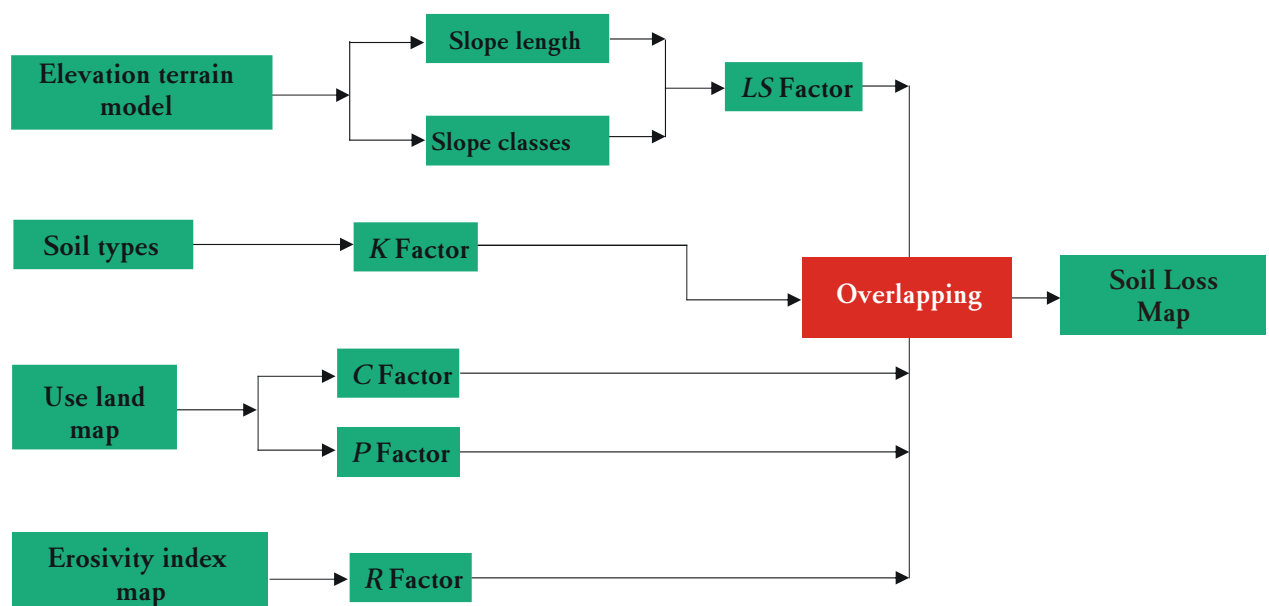 Elevation terrain
model
Slope length
Slope classes
LS Factor
Soil types
K Factor
Overlapping
Soil Loss
Map
Use land
map
C Factor
P Factor
Erosivity index
map
R Factor